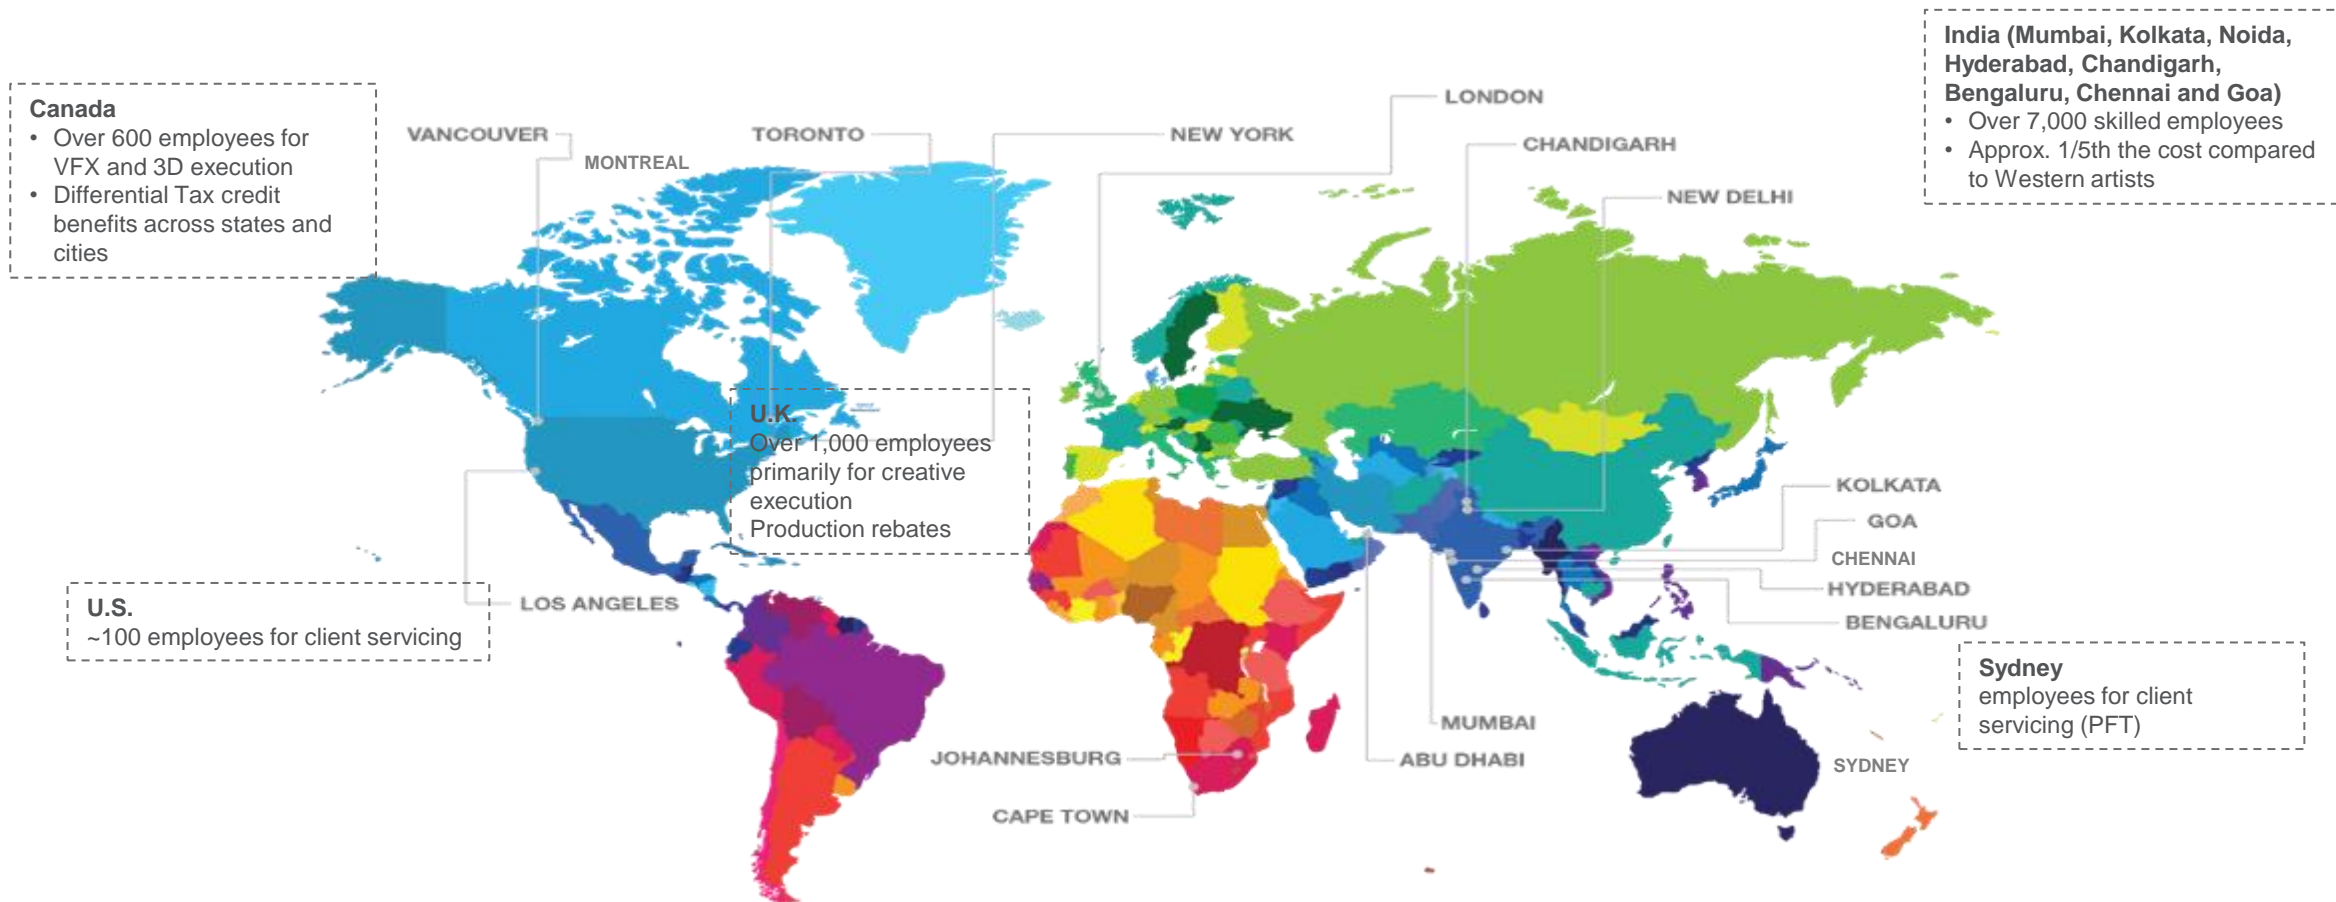 India (Mumbai, Kolkata, Noida,
Hyderabad, Chandigarh,
Bengaluru, Chennai and Goa)
• Over 7,000 skilled employees
• Approx. 1/5th the cost compared
to Western artists
Canada
• Over 600 employees for
VFX and 3D execution
• Differential Tax credit
benefits across states and
cities
LONDON
VANCOUVER
TORONTO
NEW YORK
CHANDIGARH
MONTREAL
NEW DELHI
U.K.
Over 1,000 employees
primarily for creative
execution
Production rebates
KOLKATA
GOA
CHENNAI
HYDERABAD
BENGALURU
U.S.
~100 employees for client servicing
LOS ANGELES
Sydney
employees for client
servicing (PFT)
MUMBAI
JOHANNESBURG
ABU DHABI
SYDNEY
CAPE TOWN